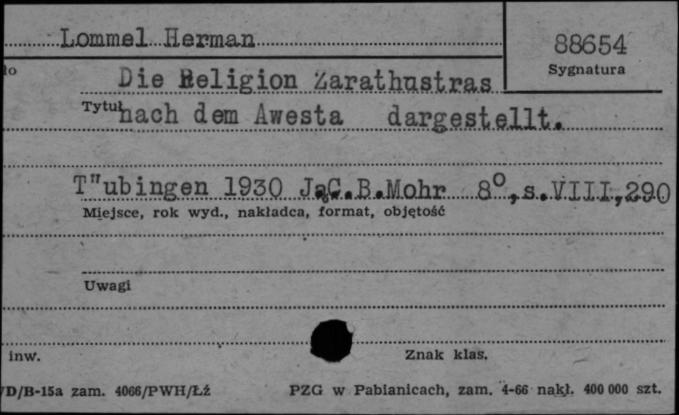 Lommel Herman
88654
Sygnatura
Die Religion Zarathustras
Tytuł nach dem Awesta dargestellt.
T"ubingen 1930 J.C.B.Mohr 8°,s.VIII,290
Miejsce, rok wyd., nakładca, format, objętość
Uwagi
inw.
Znak klas.
/D/B-15a zam. 4066/PWH/Łź
PZG w Pabianicach, zam. 4-66 nakł. 400 000 szt.